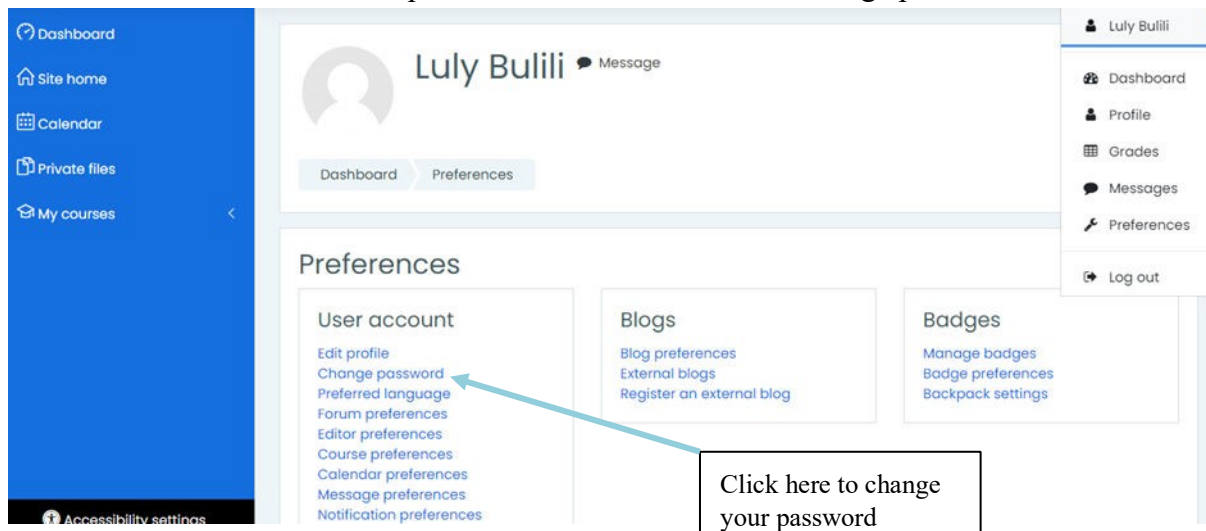 Dashboard
Site home
Calendar
Private files
My courses
Accessibility settings
Luly Bulili
Message
Dashboard Preferences
Preferences
User account
Edit profile
Change password
Preferred language
Forum preferences
Editor preferences
Course preferences
Calendar preferences
Message preferences
Notification preferences
Blogs
Blog preferences
External blogs
Register an external blog
Badges
Manage badges
Badge preferences
Backpack settings
Luly Bulili
Dashboard
Profile
Grades
Messages
Preferences
Log out
Click here to change
your password